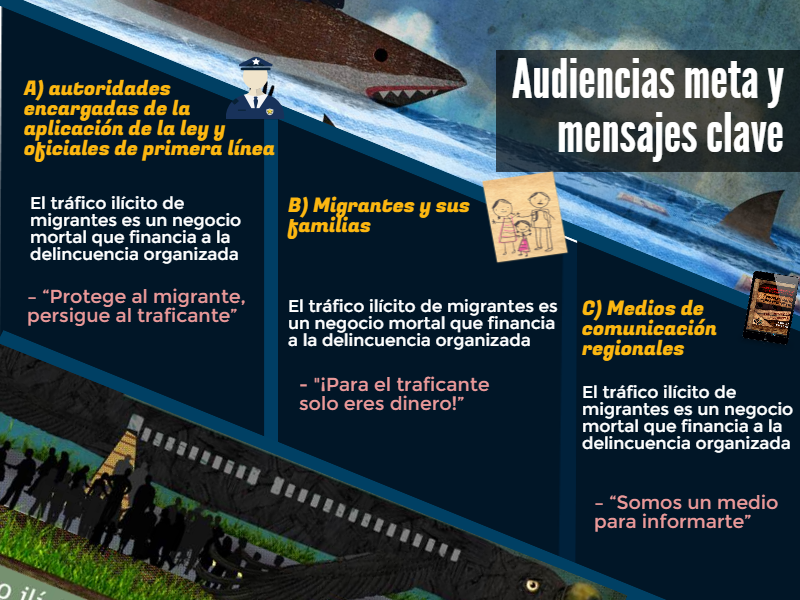 Audiencias meta y
mensajes clave
A) autoridades
encargadas de la
aplicación de la ley y
oficiales de primera línea
El tráfico ilícito de
migrantes es un negocio
mortal que financia a la
delincuencia organizada
- “Protege al migrante,
persigue al traficante”
B) Migrantes y sus
familias
El tráfico ilícito de migrantes es
un negocio mortal que financia
a la delincuencia organizada
- "¡Para el traficante
solo eres dinero!”
C) Medios de
comunicación
regionales
El tráfico ilícito de
migrantes es un negocio
mortal que financia a la
delincuencia organizada
- “Somos un medio
para informarte”